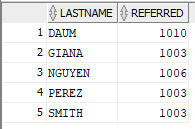 LASTNAME REFERRED
1 DAUM 1010
2 GIANA 1003
3 NGUYEN 1006
4 PEREZ 1003
5 SMITH 1003